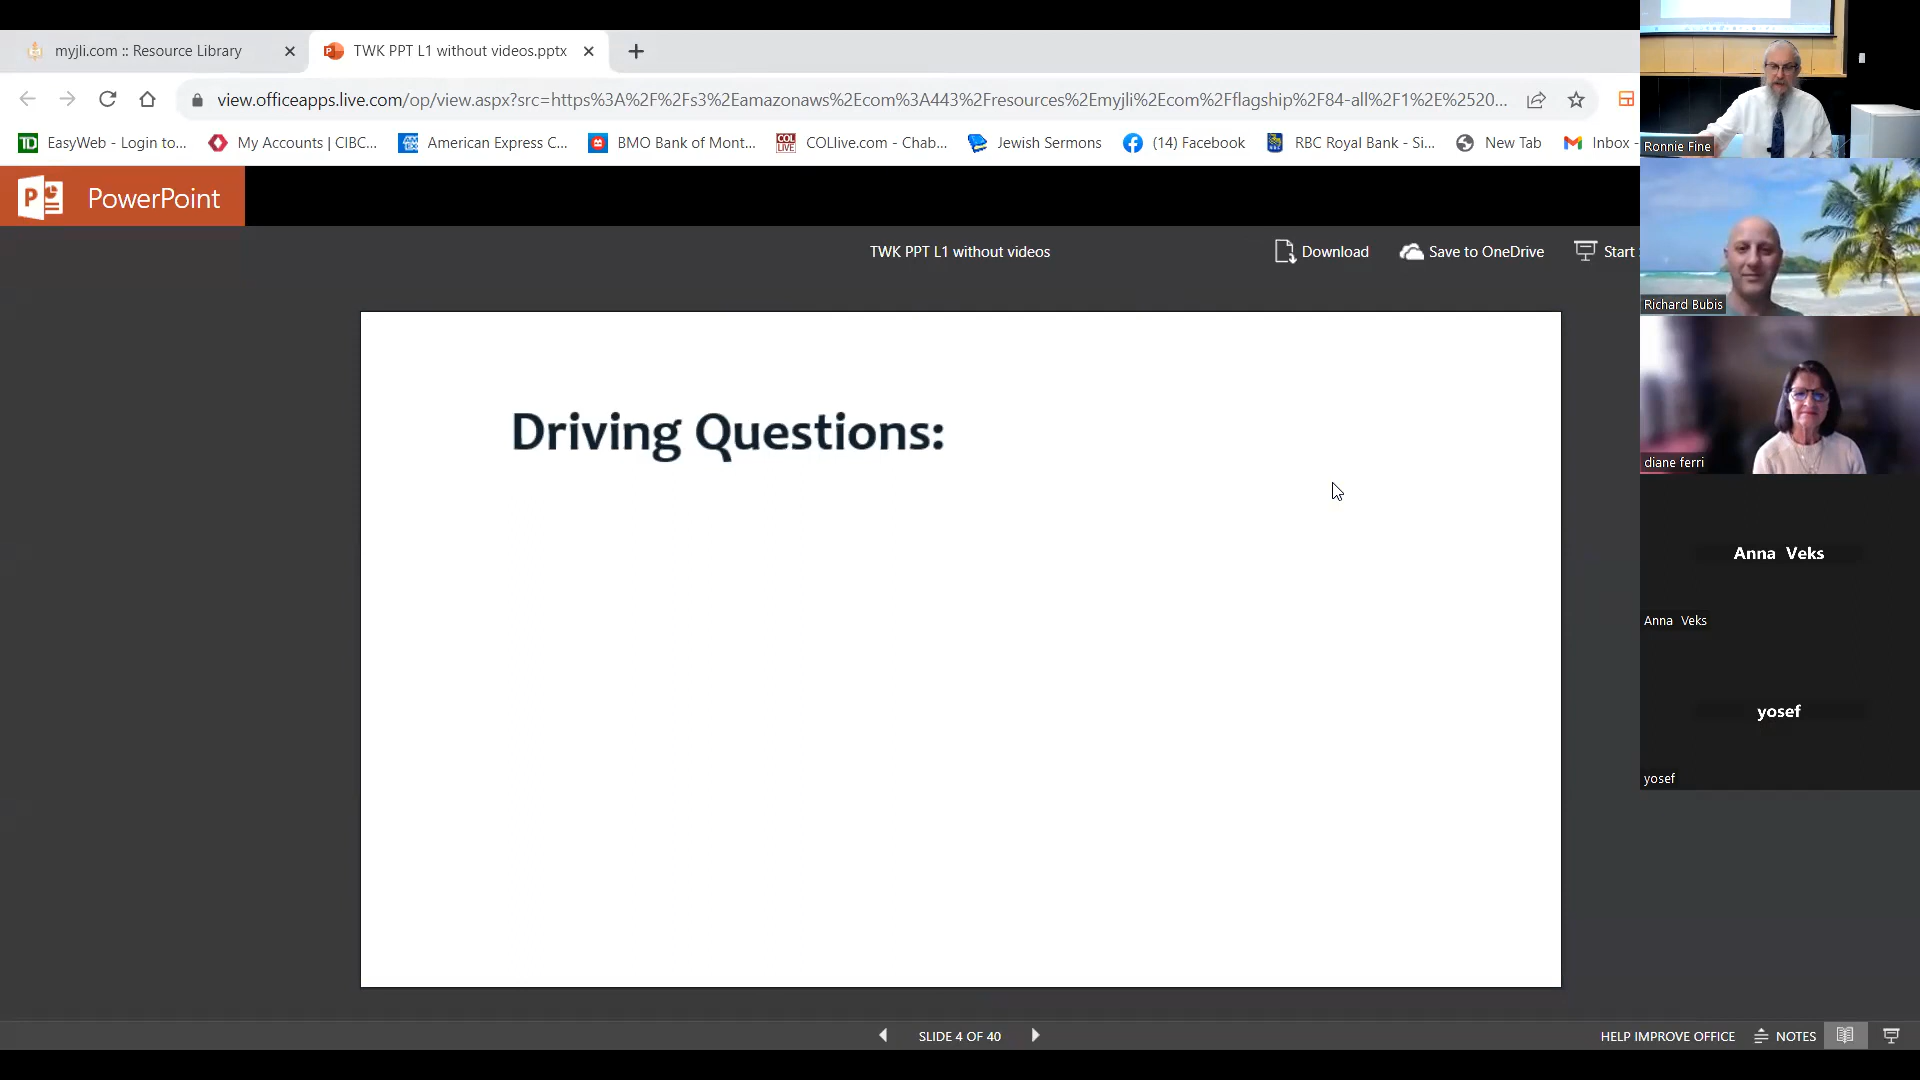 myjli.com :: Resource Library
TWK PPT L1 without videos.pptx
view.officeapps.live.com/op/view.aspx?src=https%3A%2F%2Fs3%2Eamazonaws%2Ecom%3A443%2Fresources%2Emyjli%2Ecom%2Fflagship%2F84-all%2F1%2E%2520...
TD EasyWeb - Login to...
My Accounts | CIBC...
American Express C...
BMO Bank of Mont...
COL LIVE COLlive.com - Chab...
Jewish Sermons
(14) Facebook
RBC Royal Bank - Si...
New Tab
Inbox -
PowerPoint
TWK PPT L1 without videos
Download
Save to OneDrive
Start
Driving Questions:
SLIDE 4 OF 40
HELP IMPROVE OFFICE
NOTES
Ronnie Fine
Richard Bubis
diane ferri
Anna Veks
Anna Veks
yosef
yosef